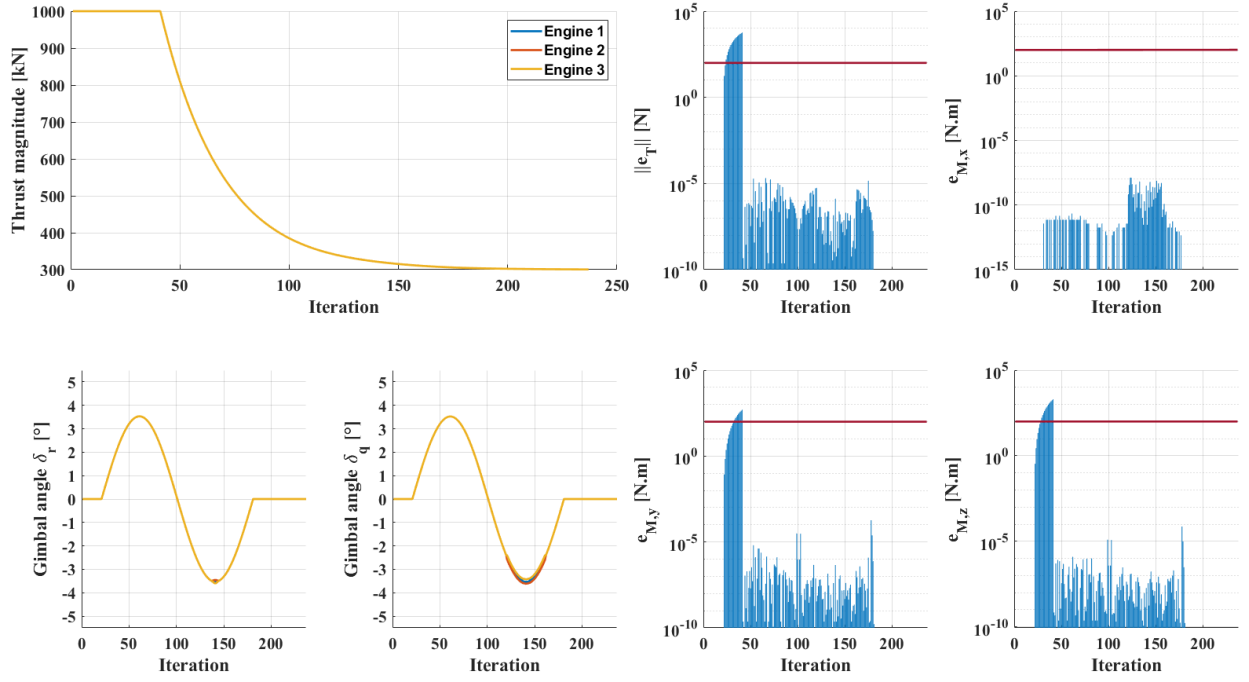 Thrust magnitude [kN]
1000
900
800
700
600
500
400
300
0 50 100 150 200 250
Iteration
Engine 1
Engine 2
Engine 3
||e_T|| [N]
10^5
10^0
10^-5
10^-10
0 50 100 150 200
Iteration
e_M,x [N.m]
10^5
10^0
10^-5
10^-10
10^-15
0 50 100 150 200
Iteration
Gimbal angle δ_r [°]
5
4
3
2
1
0
-1
-2
-3
-4
-5
0 50 100 150 200
Iteration
Gimbal angle δ_q [°]
5
4
3
2
1
0
-1
-2
-3
-4
-5
0 50 100 150 200
Iteration
e_M,y [N.m]
10^5
10^0
10^-5
10^-10
0 50 100 150 200
Iteration
e_M,z [N.m]
10^5
10^0
10^-5
10^-10
0 50 100 150 200
Iteration